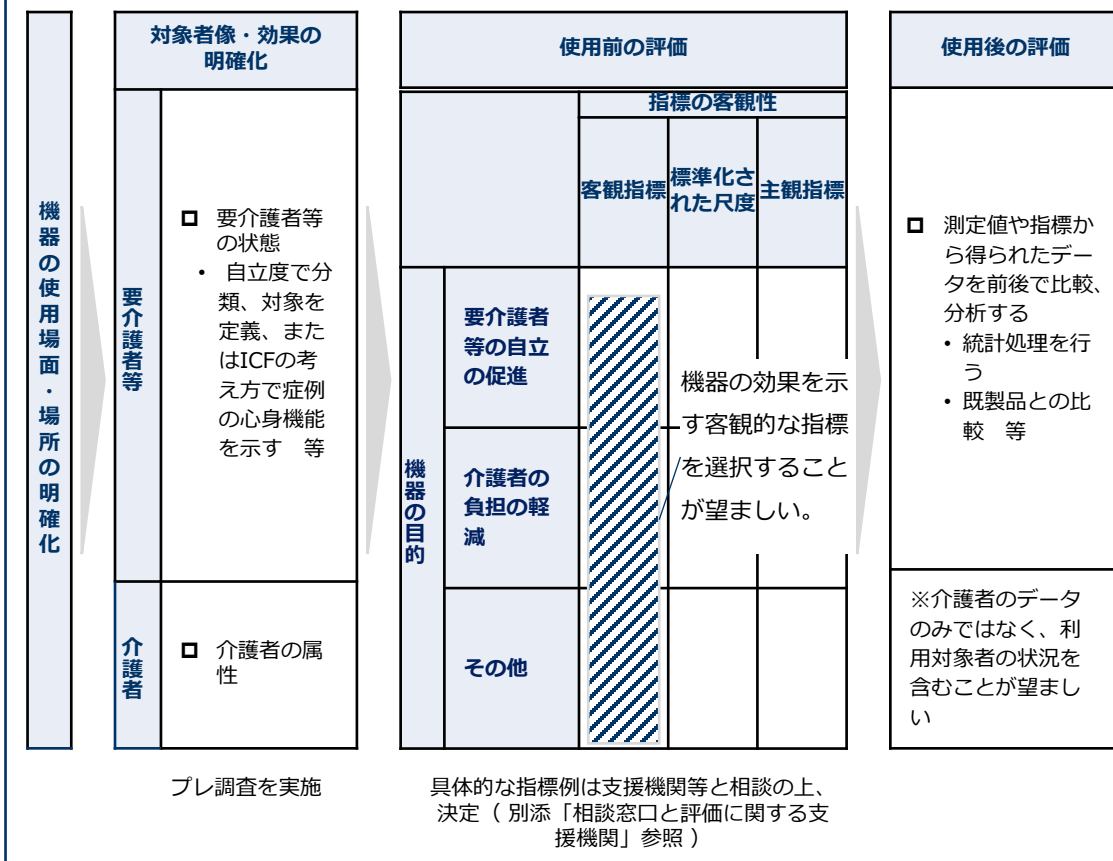 機器の使用場面・場所の明確化
対象者像・効果の
明確化
要介護者等
□ 要介護者等
の状態
• 自立度で分
類、対象を
定義、また
はICFの考
え方で症例
の心身機能
を示す 等
介護者
□ 介護者の属
性
プレ調査を実施
使用前の評価
指標の客観性
客観指標
標準化さ
れた尺度
主観指標
機器の目的
要介護者
等の自立
の促進
介護者の
負担の軽
減
その他
機器の効果を示
す客観的な指標
を選択すること
が望ましい。
具体的な指標例は支援機関等と相談の上、
決定（ 別添「相談窓口と評価に関する支
援機関」参照 ）
使用後の評価
□ 測定値や指標か
ら得られたデー
タを前後で比較、
分析する
• 統計処理を行
う
• 既製品との比
較 等
※介護者のデータ
のみではなく、利
用対象者の状況を
含むことが望まし
い